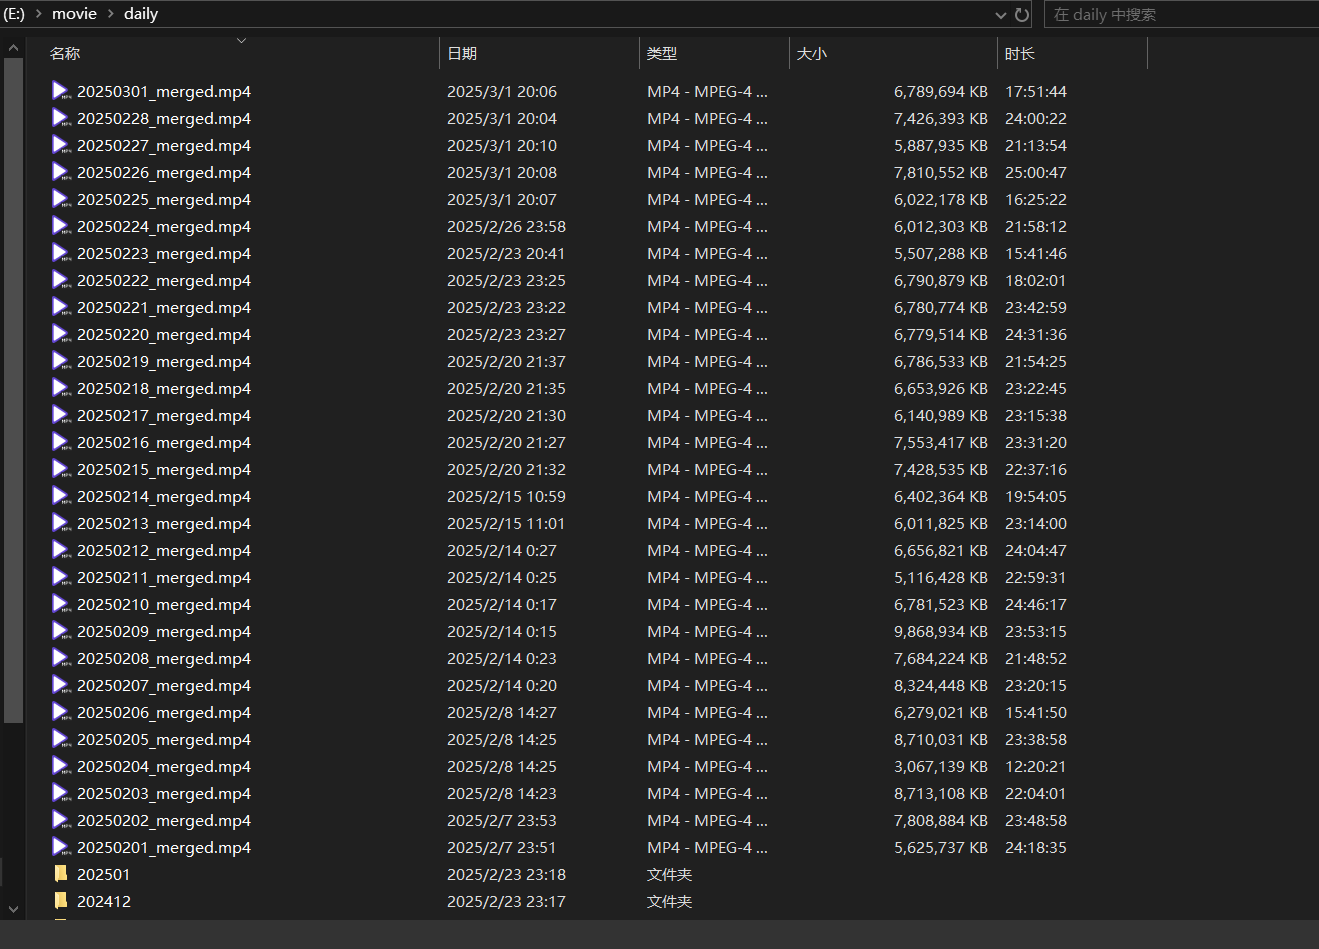 (E:) > movie > daily 在 daily 中搜索
名称 日期 类型 大小 时长
20250301_merged.mp4 2025/3/1 20:06 MP4 - MPEG-4 ... 6,789,694 KB 17:51:44
20250228_merged.mp4 2025/3/1 20:04 MP4 - MPEG-4 ... 7,426,393 KB 24:00:22
20250227_merged.mp4 2025/3/1 20:10 MP4 - MPEG-4 ... 5,887,935 KB 21:13:54
20250226_merged.mp4 2025/3/1 20:08 MP4 - MPEG-4 ... 7,810,552 KB 25:00:47
20250225_merged.mp4 2025/3/1 20:07 MP4 - MPEG-4 ... 6,022,178 KB 16:25:22
20250224_merged.mp4 2025/2/26 23:58 MP4 - MPEG-4 ... 6,012,303 KB 21:58:12
20250223_merged.mp4 2025/2/23 20:41 MP4 - MPEG-4 ... 5,507,288 KB 15:41:46
20250222_merged.mp4 2025/2/23 23:25 MP4 - MPEG-4 ... 6,790,879 KB 18:02:01
20250221_merged.mp4 2025/2/23 23:22 MP4 - MPEG-4 ... 6,780,774 KB 23:42:59
20250220_merged.mp4 2025/2/23 23:27 MP4 - MPEG-4 ... 6,779,514 KB 24:31:36
20250219_merged.mp4 2025/2/20 21:37 MP4 - MPEG-4 ... 6,786,533 KB 21:54:25
20250218_merged.mp4 2025/2/20 21:35 MP4 - MPEG-4 ... 6,653,926 KB 23:22:45
20250217_merged.mp4 2025/2/20 21:30 MP4 - MPEG-4 ... 6,140,989 KB 23:15:38
20250216_merged.mp4 2025/2/20 21:27 MP4 - MPEG-4 ... 7,553,417 KB 23:31:20
20250215_merged.mp4 2025/2/20 21:32 MP4 - MPEG-4 ... 7,428,535 KB 22:37:16
20250214_merged.mp4 2025/2/15 10:59 MP4 - MPEG-4 ... 6,402,364 KB 19:54:05
20250213_merged.mp4 2025/2/15 11:01 MP4 - MPEG-4 ... 6,011,825 KB 23:14:00
20250212_merged.mp4 2025/2/14 0:27 MP4 - MPEG-4 ... 6,656,821 KB 24:04:47
20250211_merged.mp4 2025/2/14 0:25 MP4 - MPEG-4 ... 5,116,428 KB 22:59:31
20250210_merged.mp4 2025/2/14 0:17 MP4 - MPEG-4 ... 6,781,523 KB 24:46:17
20250209_merged.mp4 2025/2/14 0:15 MP4 - MPEG-4 ... 9,868,934 KB 23:53:15
20250208_merged.mp4 2025/2/14 0:23 MP4 - MPEG-4 ... 7,684,224 KB 21:48:52
20250207_merged.mp4 2025/2/14 0:20 MP4 - MPEG-4 ... 8,324,448 KB 23:20:15
20250206_merged.mp4 2025/2/8 14:27 MP4 - MPEG-4 ... 6,279,021 KB 15:41:50
20250205_merged.mp4 2025/2/8 14:25 MP4 - MPEG-4 ... 8,710,031 KB 23:38:58
20250204_merged.mp4 2025/2/8 14:25 MP4 - MPEG-4 ... 3,067,139 KB 12:20:21
20250203_merged.mp4 2025/2/8 14:23 MP4 - MPEG-4 ... 8,713,108 KB 22:04:01
20250202_merged.mp4 2025/2/7 23:53 MP4 - MPEG-4 ... 7,808,884 KB 23:48:58
20250201_merged.mp4 2025/2/7 23:51 MP4 - MPEG-4 ... 5,625,737 KB 24:18:35
202501 2025/2/23 23:18 文件夹
202412 2025/2/23 23:17 文件夹